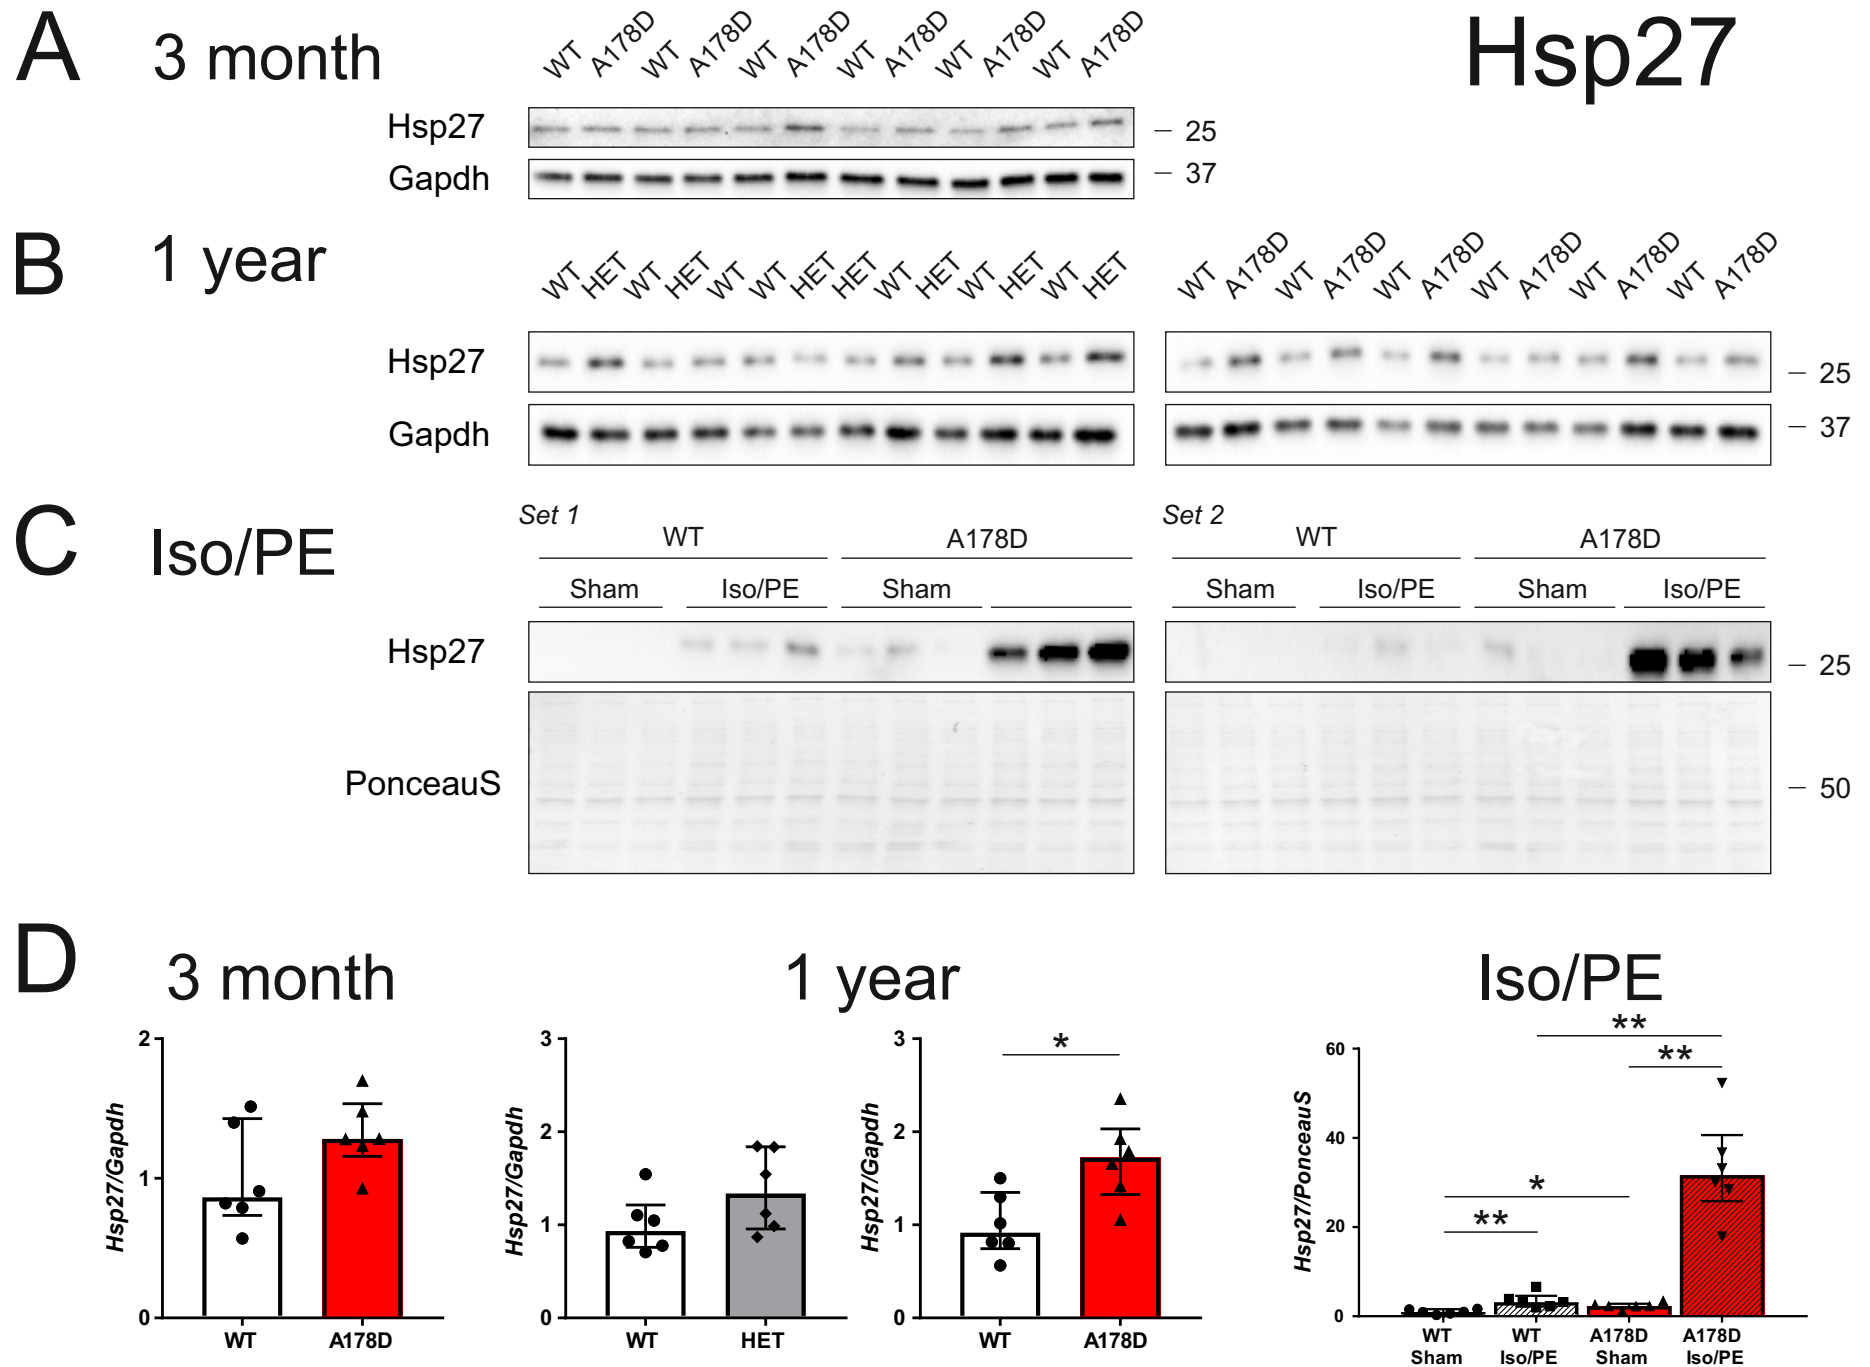 A 3 month Hsp27
WT A178D WT A178D WT A178D WT A178D WT A178D WT A178D
Hsp27 – 25
Gapdh – 37
B 1 year
WT HET WT HET WT WT HET HET WT HET WT HET WT HET WT A178D WT A178D WT A178D WT A178D WT A178D WT A178D
Hsp27 – 25
Gapdh – 37
C Iso/PE
Set 1 Set 2
WT A178D WT A178D
Sham Iso/PE Sham Sham Iso/PE Sham Iso/PE
Hsp27 – 25
PonceauS – 50
D 3 month 1 year Iso/PE
Hsp27/Gapdh
2
1
0
WT A178D
Hsp27/Gapdh
3
2
1
0
WT HET
Hsp27/Gapdh
3
2
1
0
*
WT A178D
Hsp27/PonceauS
60
40
20
0
**
**
*
**
WT WT A178D A178D
Sham Iso/PE Sham Iso/PE